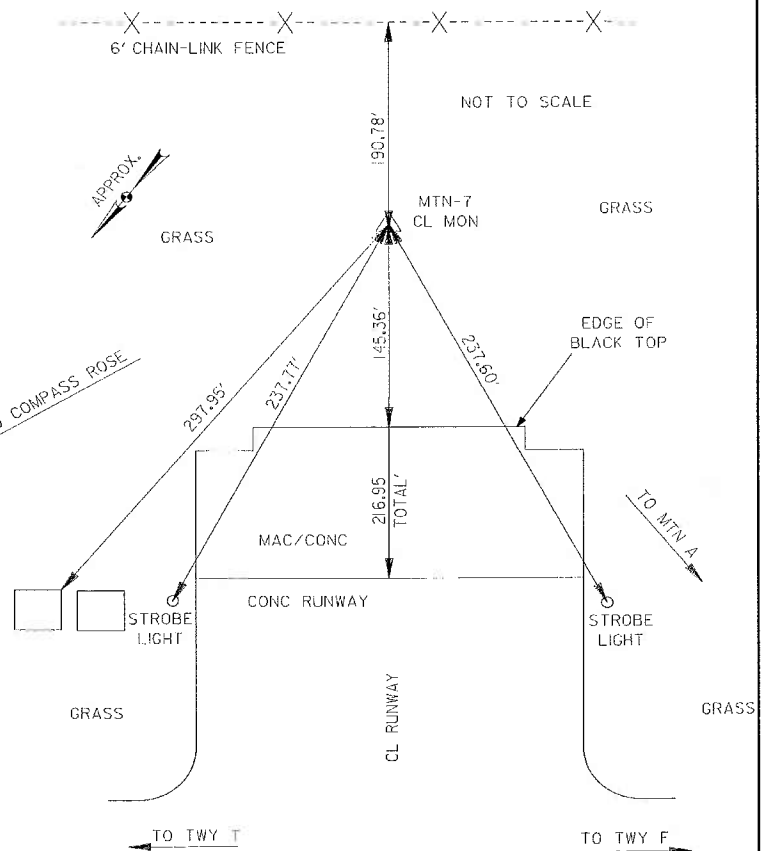 6' CHAIN-LINK FENCE
NOT TO SCALE
190.78'
APPROX.
MTN-7
CL MON
GRASS
GRASS
EDGE OF
BLACK TOP
145.36'
237.60'
COMPASS ROSE
297.95'
237.77'
216.95
TOTAL'
TO MTN A
MAC/CONC
CONC RUNWAY
STROBE
LIGHT
STROBE
LIGHT
CL RUNWAY
GRASS
GRASS
TO TWY T
TO TWY F